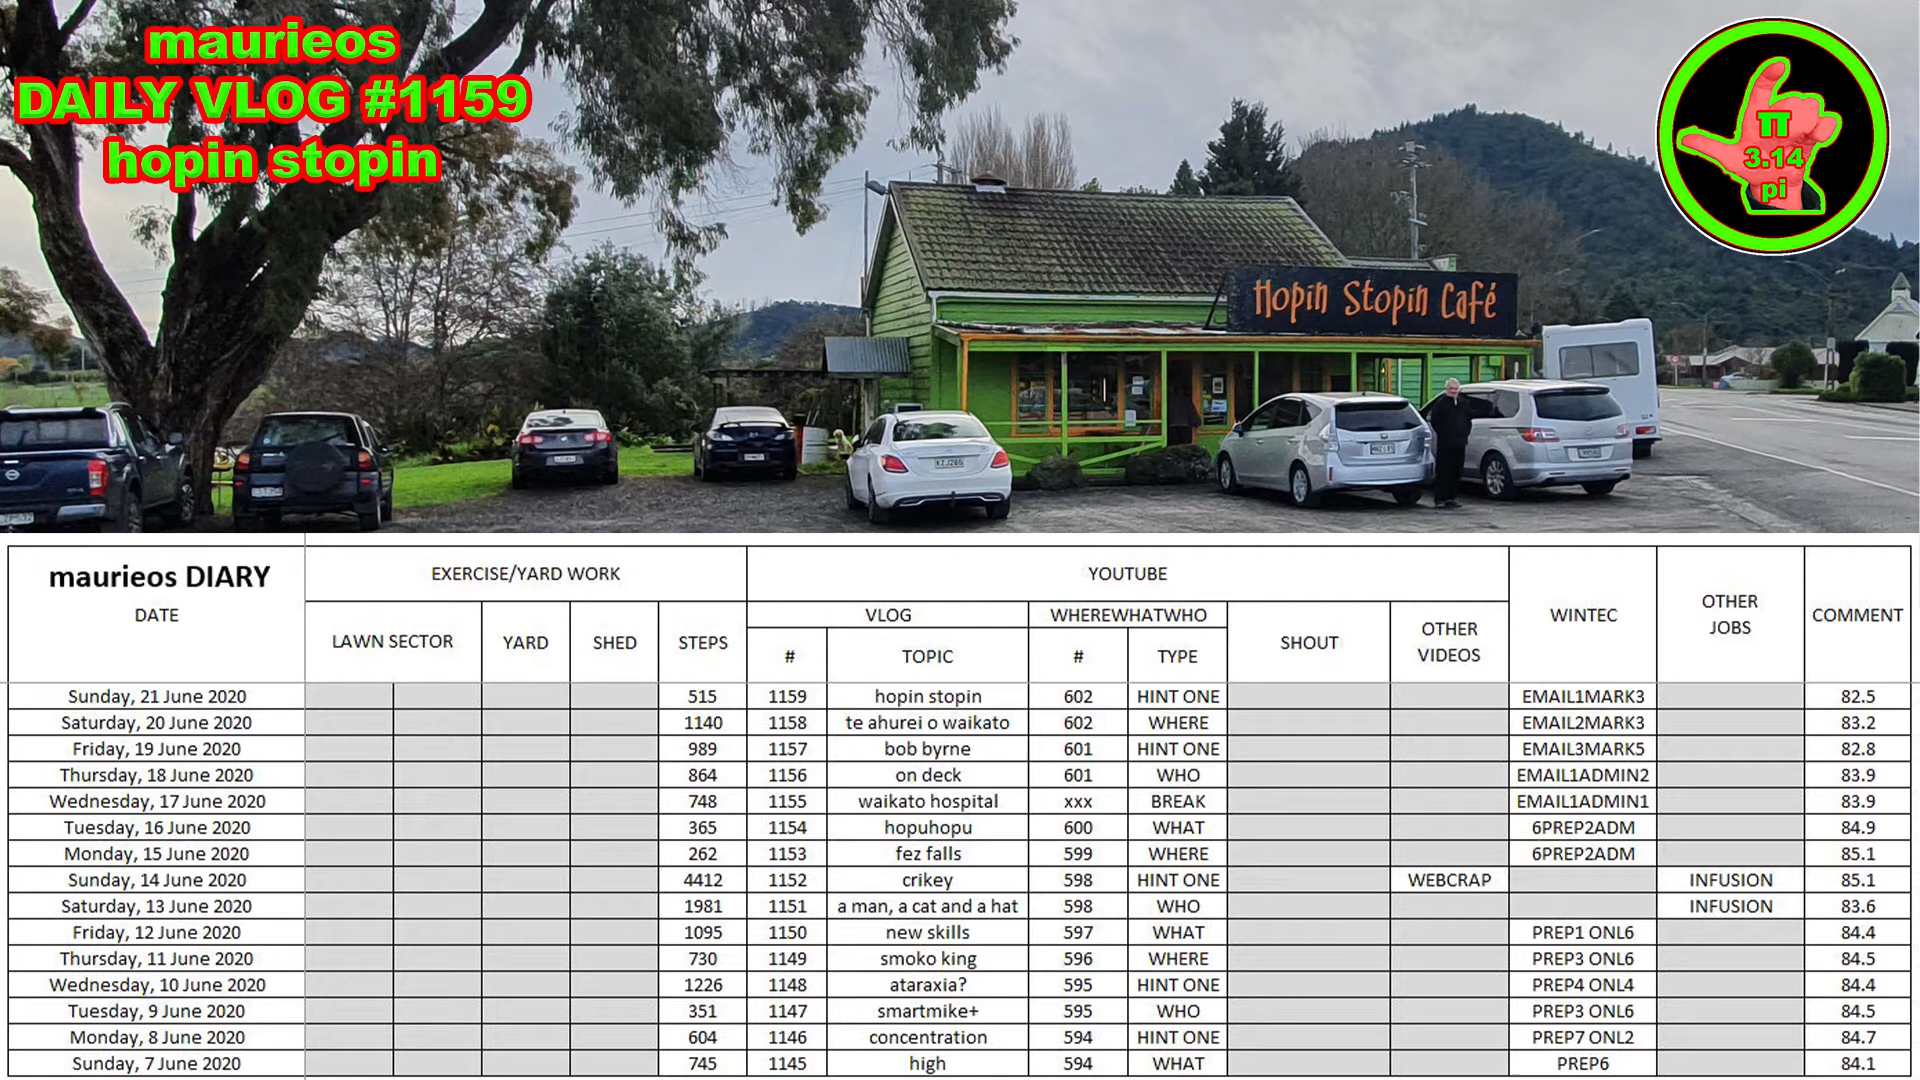 maurieos
DAILY VLOG #1159
hopin stopin
π
3.14
pi
Hopin Stopin Café
KZJ286
maurieos DIARY
DATE
EXERCISE/YARD WORK
LAWN SECTOR
YARD
SHED
STEPS
YOUTUBE
VLOG
#
TOPIC
WHEREWHATWHO
#
TYPE
SHOUT
OTHER
VIDEOS
WINTEC
OTHER
JOBS
COMMENT
Sunday, 21 June 2020 515 1159 hopin stopin 602 HINT ONE EMAIL1MARK3 82.5
Saturday, 20 June 2020 1140 1158 te ahurei o waikato 602 WHERE EMAIL2MARK3 83.2
Friday, 19 June 2020 989 1157 bob byrne 601 HINT ONE EMAIL3MARK5 82.8
Thursday, 18 June 2020 864 1156 on deck 601 WHO EMAIL1ADMIN2 83.9
Wednesday, 17 June 2020 748 1155 waikato hospital xxx BREAK EMAIL1ADMIN1 83.9
Tuesday, 16 June 2020 365 1154 hopuhopu 600 WHAT 6PREP2ADM 84.9
Monday, 15 June 2020 262 1153 fez falls 599 WHERE 6PREP2ADM 85.1
Sunday, 14 June 2020 4412 1152 crikey 598 HINT ONE WEBCRAP INFUSION 85.1
Saturday, 13 June 2020 1981 1151 a man, a cat and a hat 598 WHO INFUSION 83.6
Friday, 12 June 2020 1095 1150 new skills 597 WHAT PREP1 ONL6 84.4
Thursday, 11 June 2020 730 1149 smoko king 596 WHERE PREP3 ONL6 84.5
Wednesday, 10 June 2020 1226 1148 ataraxia? 595 HINT ONE PREP4 ONL4 84.4
Tuesday, 9 June 2020 351 1147 smartmike+ 595 WHO PREP3 ONL6 84.5
Monday, 8 June 2020 604 1146 concentration 594 HINT ONE PREP7 ONL2 84.7
Sunday, 7 June 2020 745 1145 high 594 WHAT PREP6 84.1